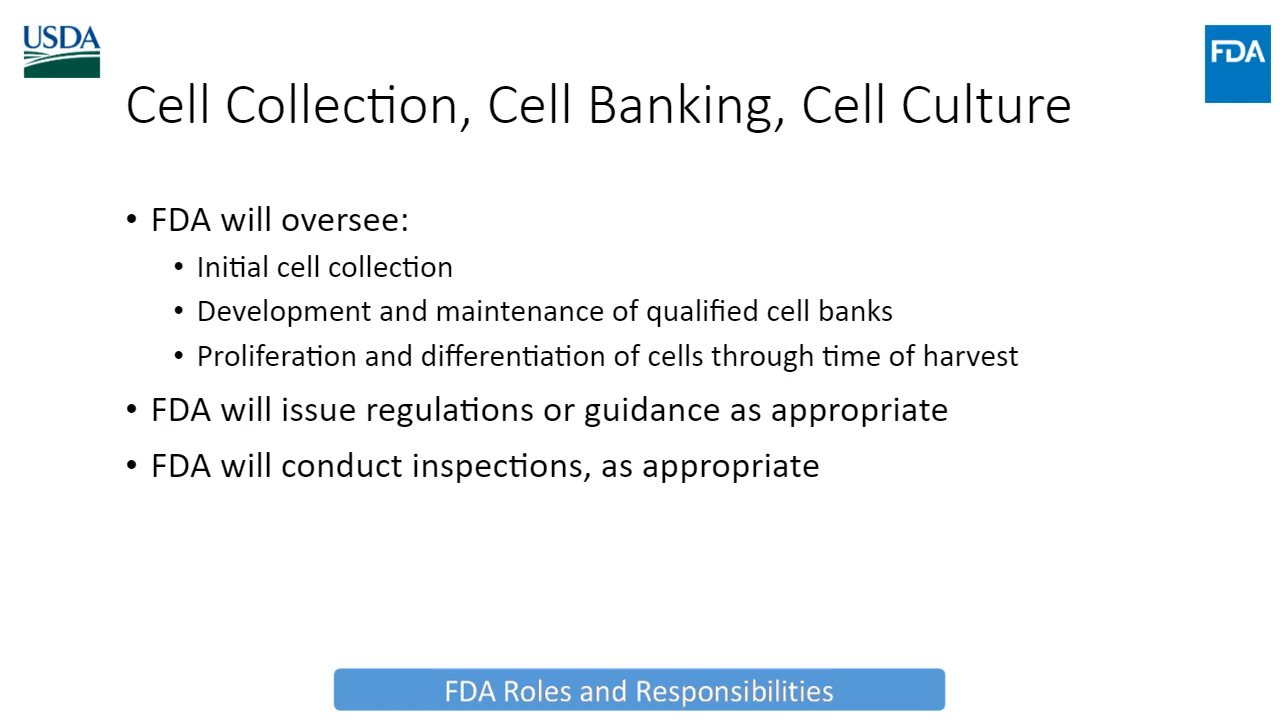 USDA
FDA
Cell Collection, Cell Banking, Cell Culture
• FDA will oversee:
• Initial cell collection
• Development and maintenance of qualified cell banks
• Proliferation and differentiation of cells through time of harvest
• FDA will issue regulations or guidance as appropriate
• FDA will conduct inspections, as appropriate
FDA Roles and Responsibilities